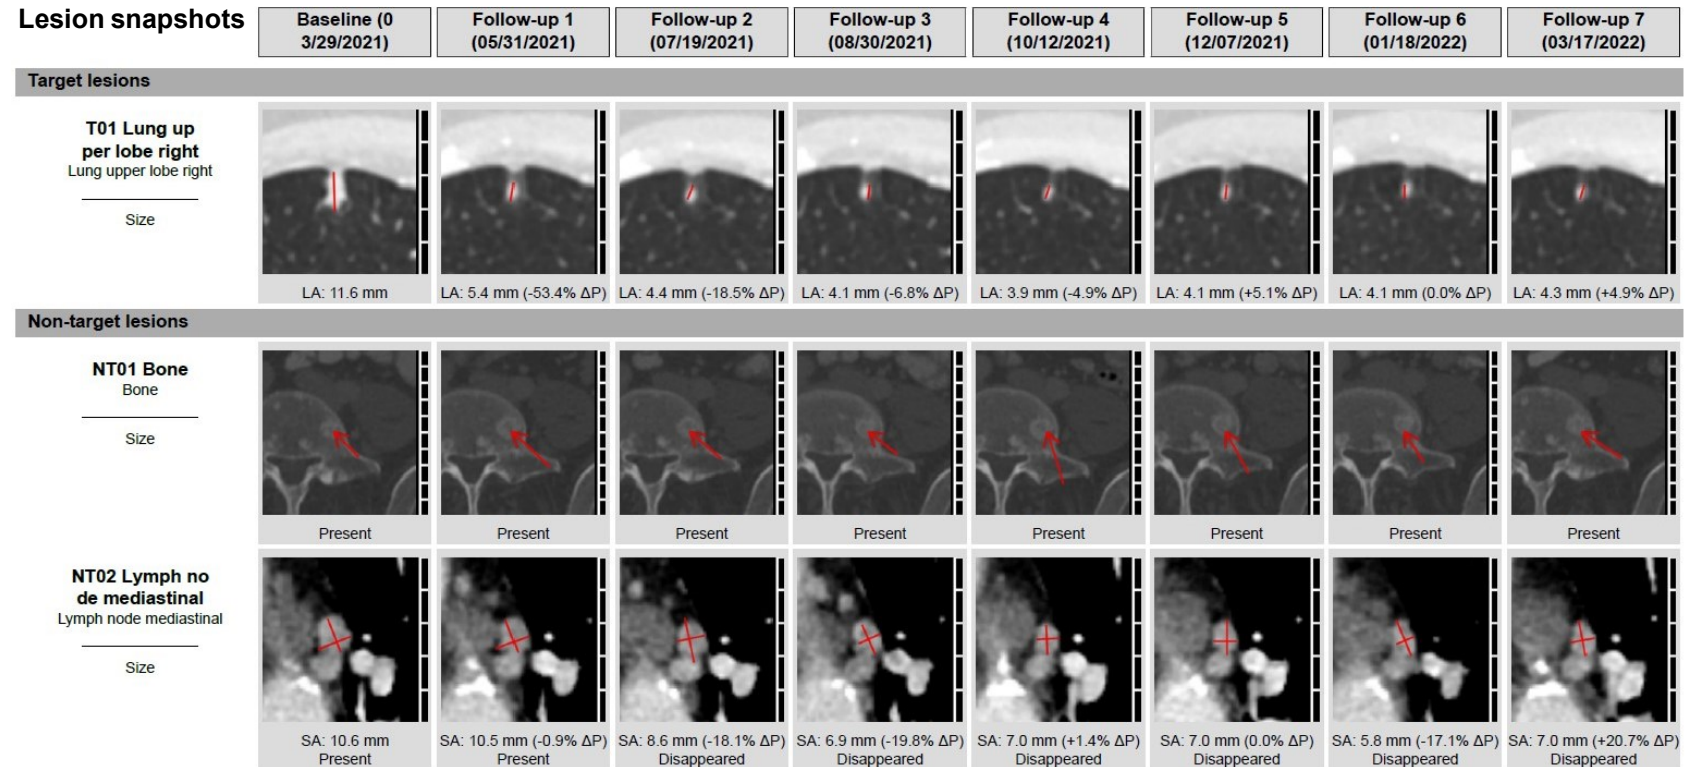 Lesion snapshots
Baseline (0
3/29/2021)
Follow-up 1
(05/31/2021)
Follow-up 2
(07/19/2021)
Follow-up 3
(08/30/2021)
Follow-up 4
(10/12/2021)
Follow-up 5
(12/07/2021)
Follow-up 6
(01/18/2022)
Follow-up 7
(03/17/2022)
Target lesions
T01 Lung up
per lobe right
Lung upper lobe right
Size
LA: 11.6 mm
LA: 5.4 mm (-53.4% ΔP)
LA: 4.4 mm (-18.5% ΔP)
LA: 4.1 mm (-6.8% ΔP)
LA: 3.9 mm (-4.9% ΔP)
LA: 4.1 mm (+5.1% ΔP)
LA: 4.1 mm (0.0% ΔP)
LA: 4.3 mm (+4.9% ΔP)
Non-target lesions
NT01 Bone
Bone
Size
Present
Present
Present
Present
Present
Present
Present
Present
NT02 Lymph no
de mediastinal
Lymph node mediastinal
Size
SA: 10.6 mm
Present
SA: 10.5 mm (-0.9% ΔP)
Present
SA: 8.6 mm (-18.1% ΔP)
Disappeared
SA: 6.9 mm (-19.8% ΔP)
Disappeared
SA: 7.0 mm (+1.4% ΔP)
Disappeared
SA: 7.0 mm (0.0% ΔP)
Disappeared
SA: 5.8 mm (-17.1% ΔP)
Disappeared
SA: 7.0 mm (+20.7% ΔP)
Disappeared